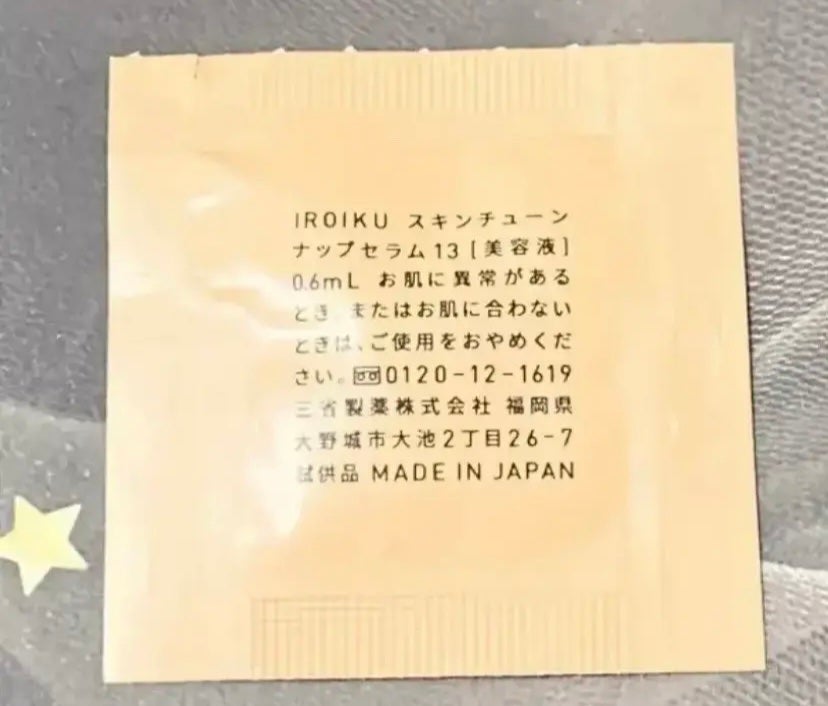 IROIKU スキンチューン
ナップセラム13 [美容液]
0.6mL お肌に異常がある
とき、またはお肌に合わない
ときは、ご使用をおやめくだ
さい。0120-12-1619
三省製薬株式会社 福岡県
大野城市大池2丁目26-7
試供品 MADE IN JAPAN